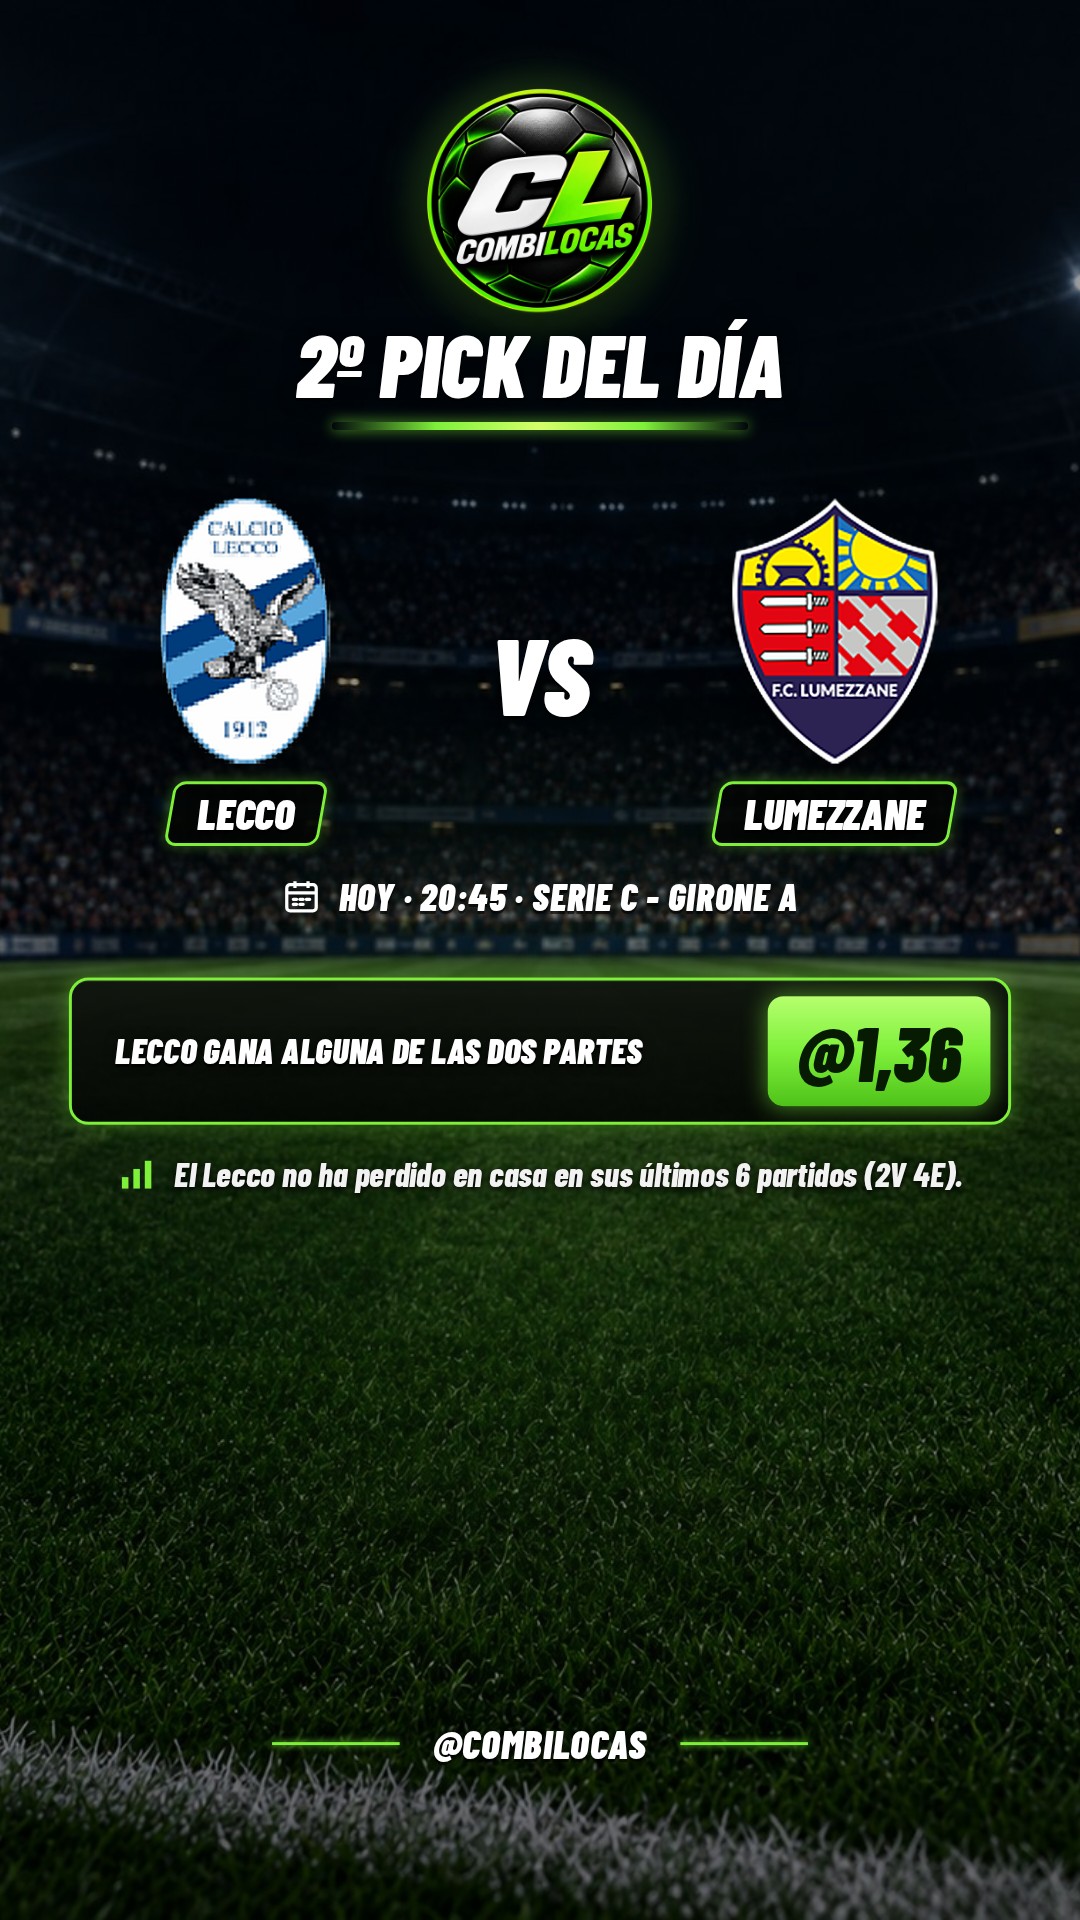 CL
COMBILOCAS
2º PICK DEL DÍA
CALCIO
LECCO
1912
VS
F.C. LUMEZZANE
LECCO
LUMEZZANE
HOY · 20:45 · SERIE C - GIRONE A
LECCO GANA ALGUNA DE LAS DOS PARTES
@1,36
El Lecco no ha perdido en casa en sus últimos 6 partidos (2V 4E).
@COMBILOCAS